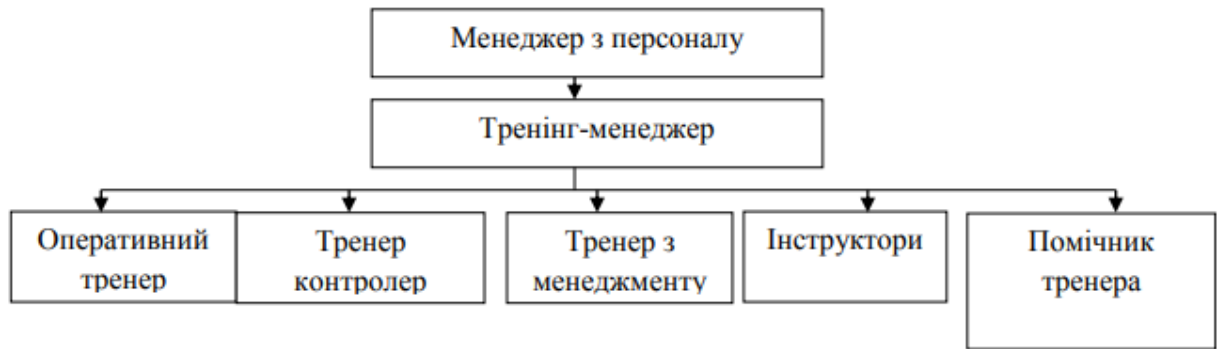 Менеджер з персоналу
Тренінг-менеджер
Оперативний
тренер
Тренер
контролер
Тренер з
менеджменту
Інструктори
Помічник
тренера